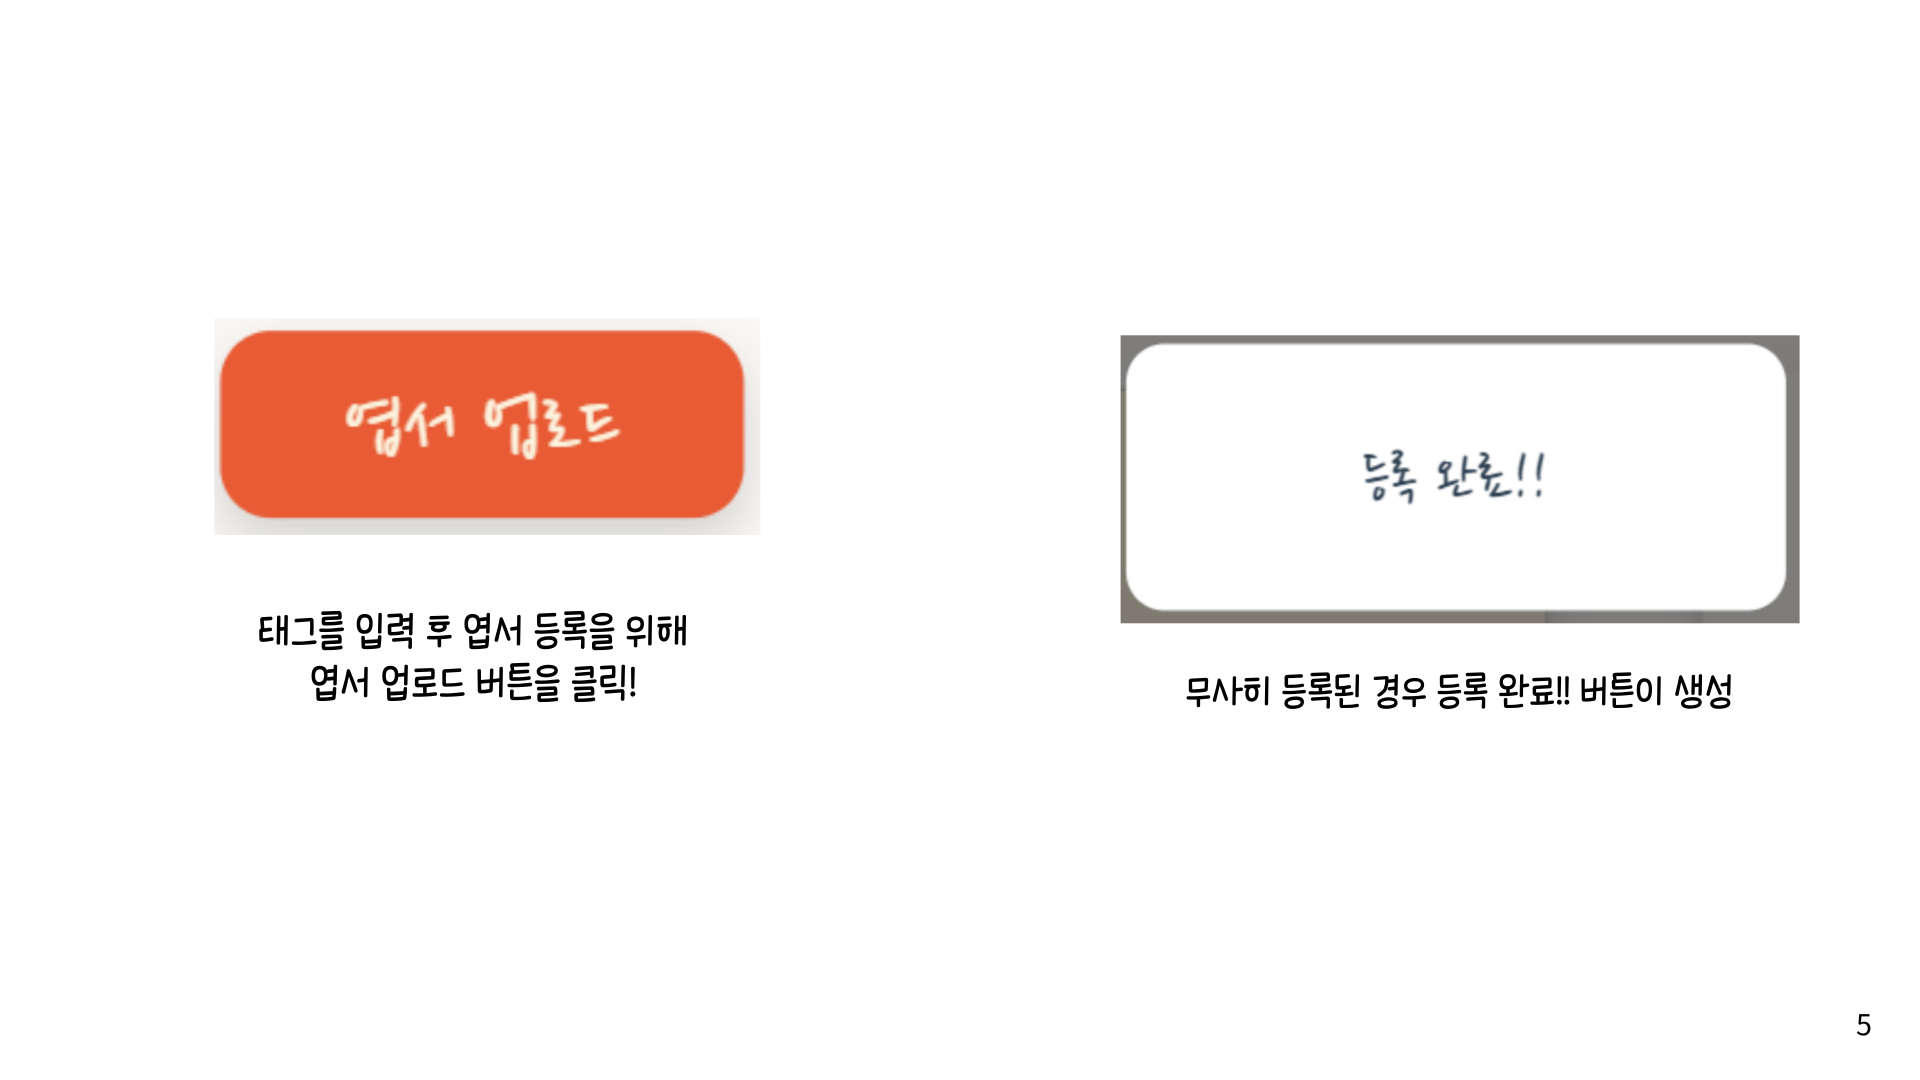 엽서 업로드
태그를 입력 후 엽서 등록을 위해
엽서 업로드 버튼을 클릭!
등록 완료!!
무사히 등록된 경우 등록 완료!! 버튼이 생성
5